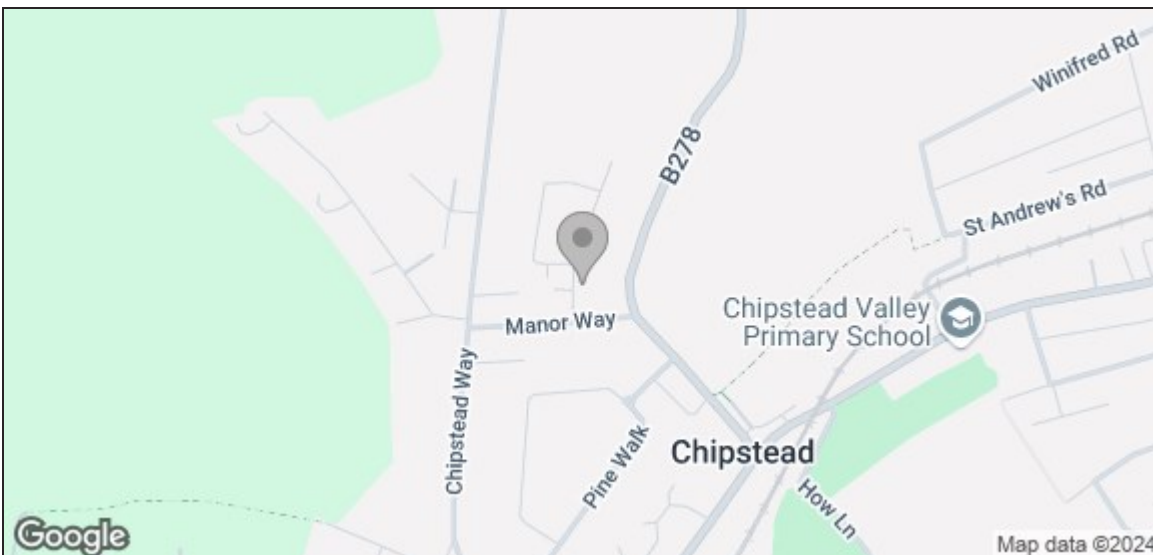 Winifred Rd
B278
St Andrew's Rd
Chipstead Valley
Primary School
Manor Way
Chipstead Way
Pine Walk
Chipstead
How Ln
Google
Map data ©2024